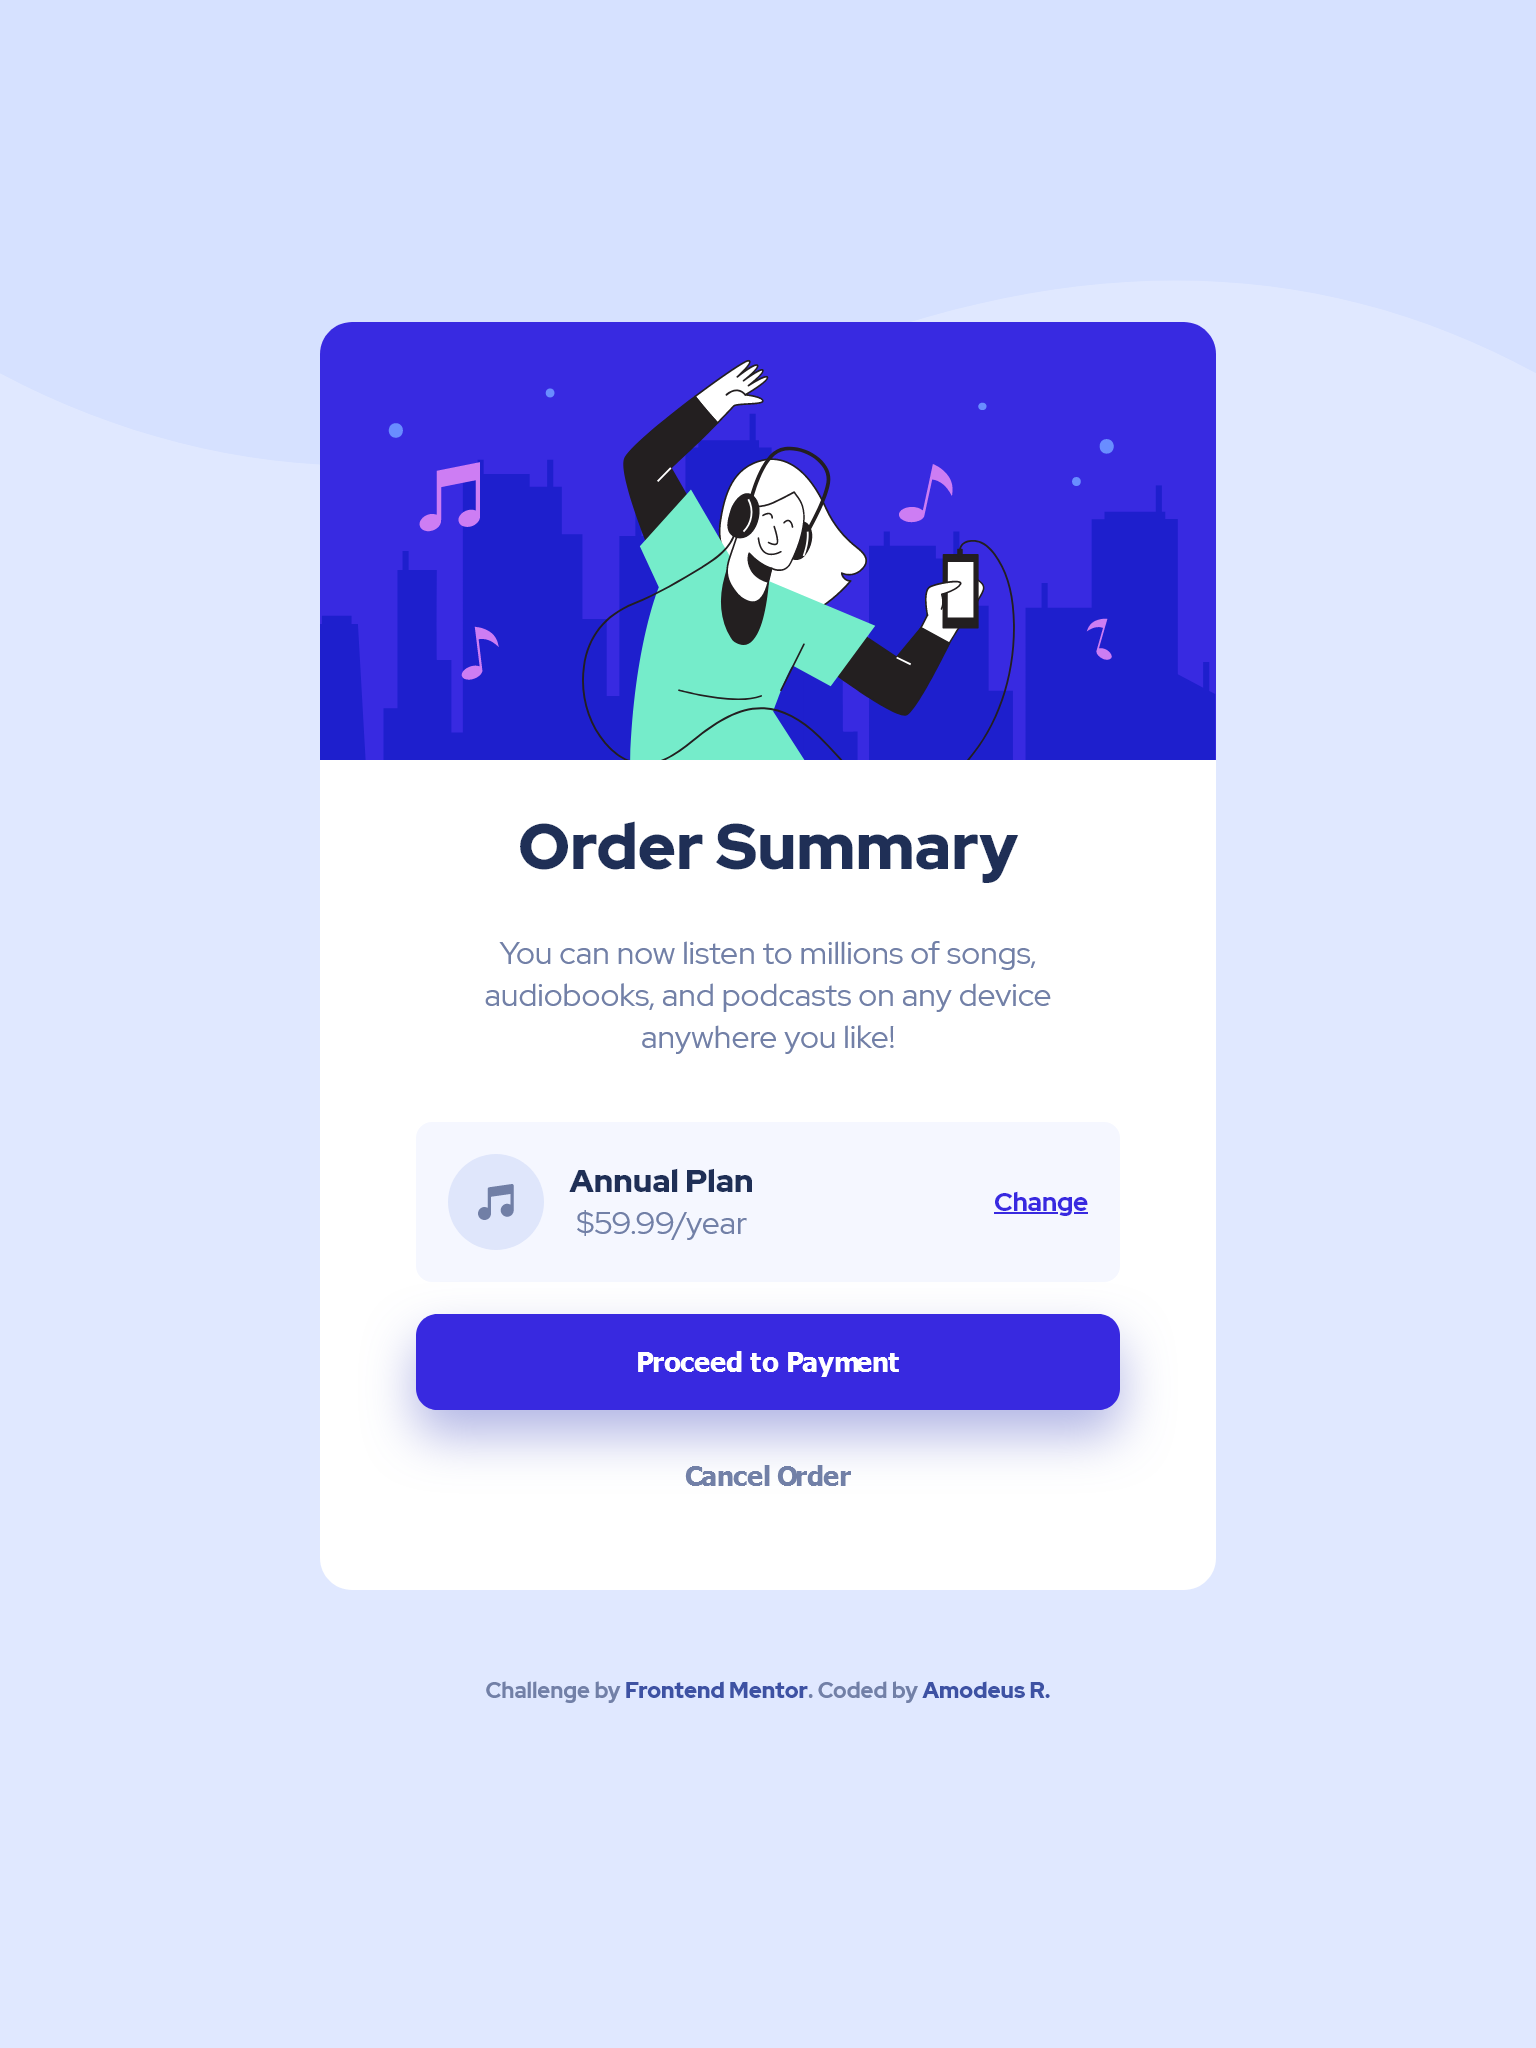 Order Summary
You can now listen to millions of songs,
audiobooks, and podcasts on any device
anywhere you like!
Annual Plan
$59.99/year
Change
Proceed to Payment
Cancel Order
Challenge by Frontend Mentor. Coded by Amodeus R.